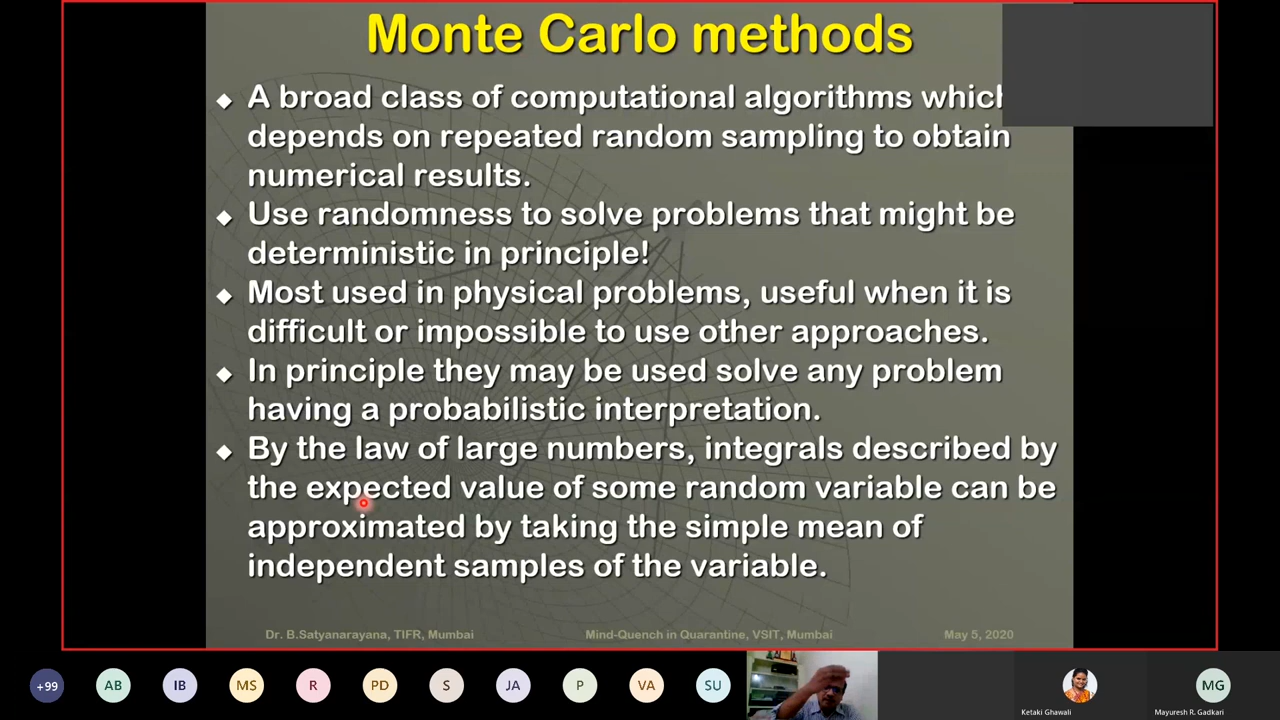 Monte Carlo methods
A broad class of computational algorithms which
depends on repeated random sampling to obtain
numerical results.
Use randomness to solve problems that might be
deterministic in principle!
Most used in physical problems, useful when it is
difficult or impossible to use other approaches.
In principle they may be used solve any problem
having a probabilistic interpretation.
By the law of large numbers, integrals described by
the expected value of some random variable can be
approximated by taking the simple mean of
independent samples of the variable.
Dr. B.Satyanarayana, TIFR, Mumbai Mind-Quench in Quarantine, VSIT, Mumbai May 5, 2020
+99 AB IB MS R PD S JA P VA SU MG
Ketaki Ghawali Mayuresh R. Gadkari